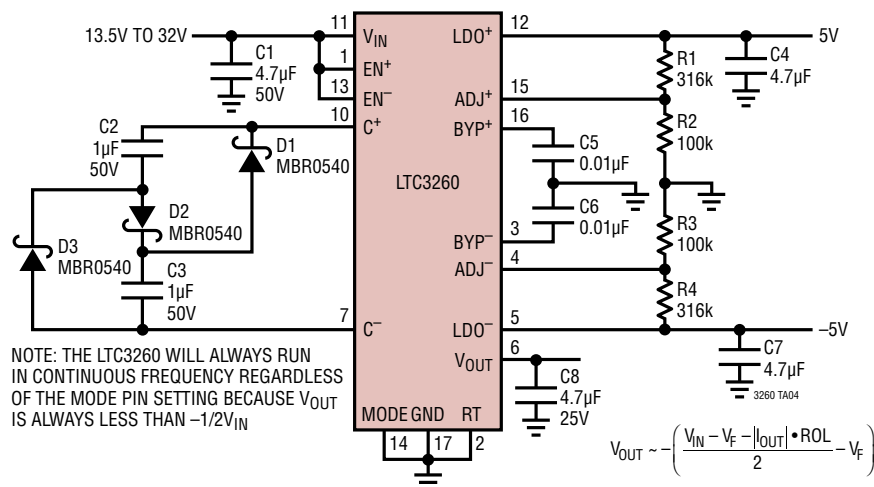 13.5V TO 32V
C1
4.7µF
50V
11
1
13
10
7
VIN
EN+
EN–
C+
C–
C2
1µF
50V
D1
MBR0540
D2
MBR0540
D3
MBR0540
C3
1µF
50V
LTC3260
LDO+
ADJ+
BYP+
BYP–
ADJ–
LDO–
VOUT
12
15
16
3
4
5
6
MODE GND RT
14
17
2
C5
0.01µF
C6
0.01µF
R1
316k
R2
100k
R3
100k
R4
316k
5V
C4
4.7µF
–5V
C7
4.7µF
C8
4.7µF
25V
3260 TA04
NOTE: THE LTC3260 WILL ALWAYS RUN
IN CONTINUOUS FREQUENCY REGARDLESS
OF THE MODE PIN SETTING BECAUSE VOUT
IS ALWAYS LESS THAN –1/2VIN
VOUT ~ –((VIN – VF – |IOUT| • ROL)/2 – VF)